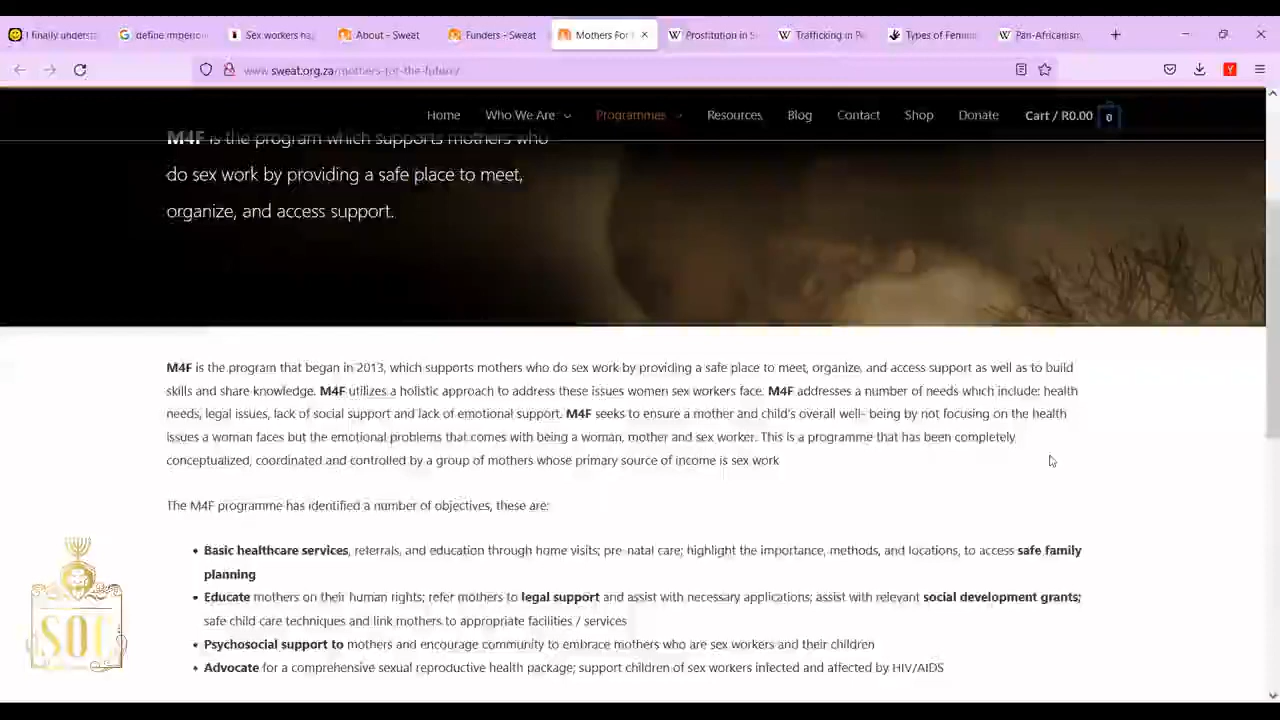 I finally underst
define imperion
Sex workers ha
About – Sweat
Funders – Sweat
Mothers For
Prostitution in S
Trafficking in Pe
Types of Femin
Pan-Africanism
www.sweat.org.za/mothers-for-the-future/
Home Who We Are Programmes Resources Blog Contact Shop Donate Cart / R0.00 0
M4F is the program which supports mothers who
do sex work by providing a safe place to meet,
organize, and access support.
M4F is the program that began in 2013, which supports mothers who do sex work by providing a safe place to meet, organize, and access support as well as to build
skills and share knowledge. M4F utilizes a holistic approach to address these issues women sex workers face. M4F addresses a number of needs which include: health
needs, legal issues, lack of social support and lack of emotional support. M4F seeks to ensure a mother and child's overall well- being by not focusing on the health
issues a woman faces but the emotional problems that comes with being a woman, mother and sex worker. This is a programme that has been completely
conceptualized, coordinated and controlled by a group of mothers whose primary source of income is sex work
The M4F programme has identified a number of objectives, these are:
Basic healthcare services, referrals, and education through home visits; pre-natal care; highlight the importance, methods, and locations, to access safe family
planning
Educate mothers on their human rights; refer mothers to legal support and assist with necessary applications; assist with relevant social development grants;
safe child care techniques and link mothers to appropriate facilities / services
Psychosocial support to mothers and encourage community to embrace mothers who are sex workers and their children
Advocate for a comprehensive sexual reproductive health package; support children of sex workers infected and affected by HIV/AIDS
SOC